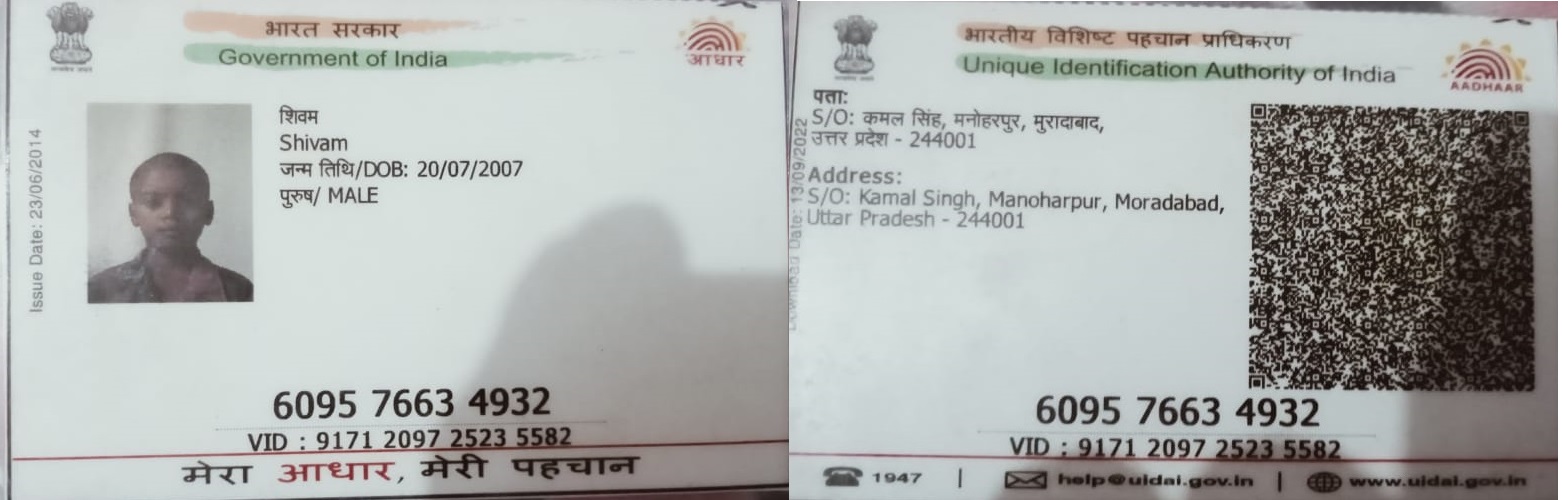 भारत सरकार
Government of India
आधार
Issue Date: 23/06/2014
शिवम
Shivam
जन्म तिथि/DOB: 20/07/2007
पुरुष/ MALE
6095 7663 4932
VID : 9171 2097 2523 5582
मेरा आधार, मेरी पहचान
भारतीय विशिष्ट पहचान प्राधिकरण
Unique Identification Authority of India
AADHAAR
Download Date: 13/09/2022
पता:
S/O: कमल सिंह, मनोहरपुर, मुरादाबाद,
उत्तर प्रदेश - 244001
Address:
S/O: Kamal Singh, Manoharpur, Moradabad,
Uttar Pradesh - 244001
6095 7663 4932
VID : 9171 2097 2523 5582
1947 | help@uidai.gov.in | www.uidai.gov.in